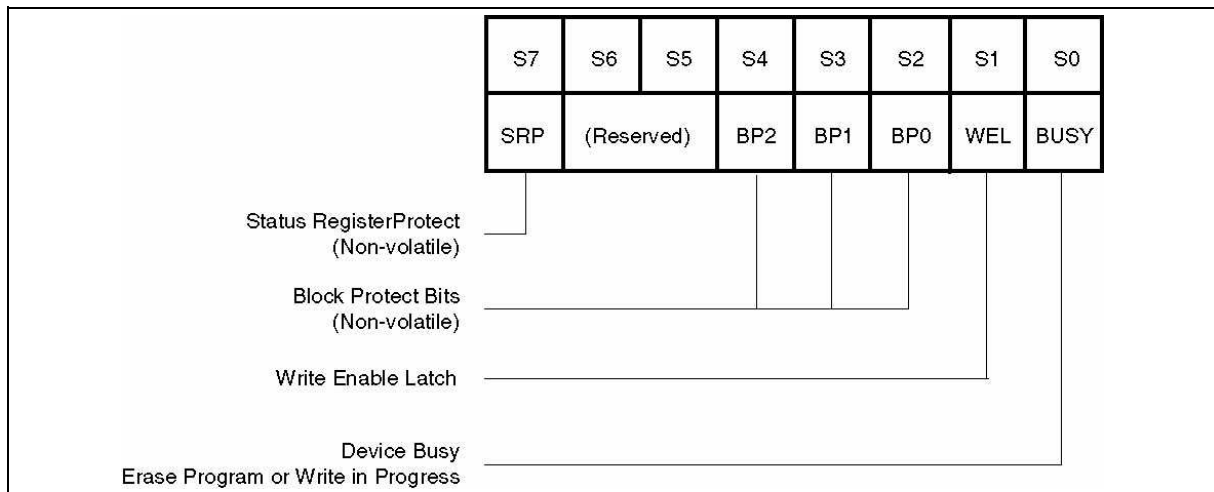 S7 S6 S5 S4 S3 S2 S1 S0
SRP (Reserved) BP2 BP1 BP0 WEL BUSY
Status RegisterProtect
(Non-volatile)
Block Protect Bits
(Non-volatile)
Write Enable Latch
Device Busy
Erase Program or Write in Progress